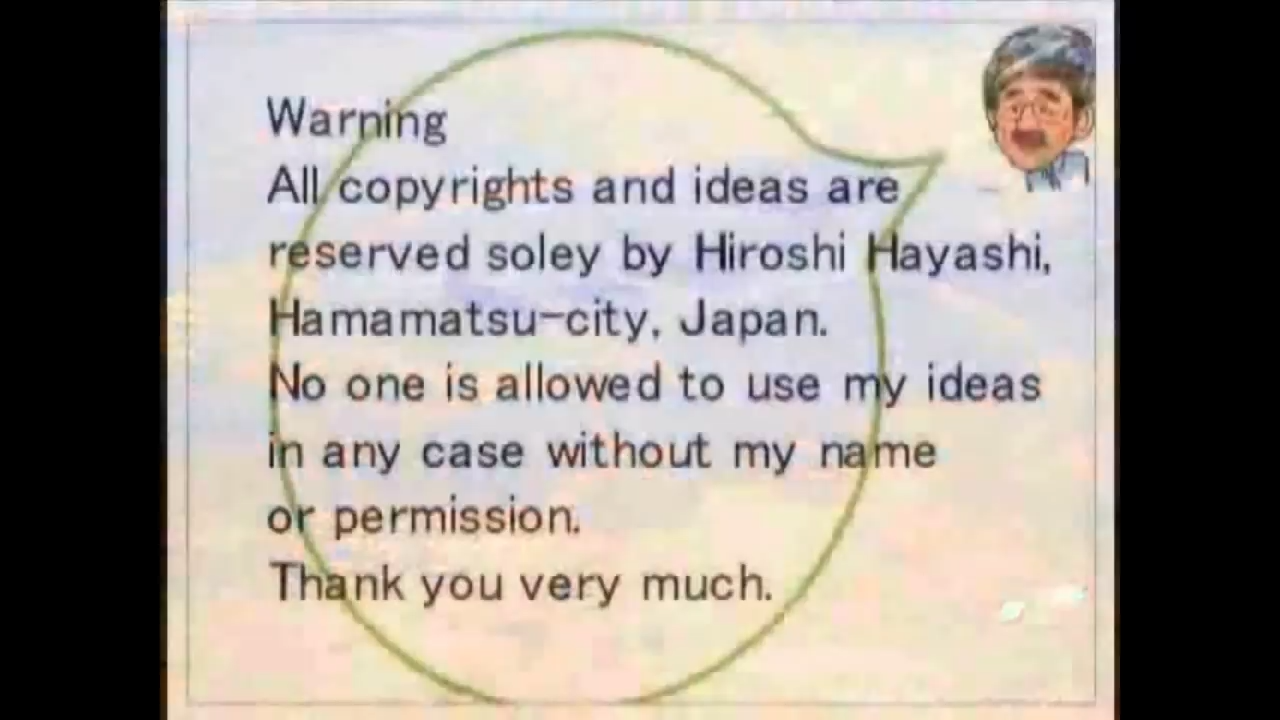 Warning
All copyrights and ideas are
reserved soley by Hiroshi Hayashi,
Hamamatsu-city, Japan.
No one is allowed to use my ideas
in any case without my name
or permission.
Thank you very much.